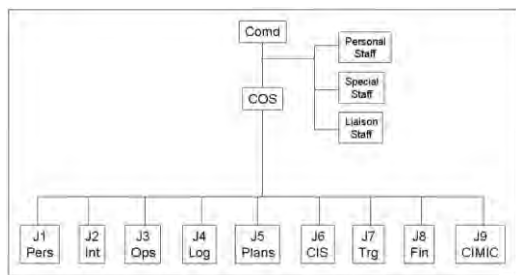 Comd
Personal
Staff
Special
Staff
COS
Liaison
Staff
J1
Pers
J2
Int
J3
Ops
J4
Log
J5
Plans
J6
CIS
J7
Trg
J8
Fin
J9
CIMIC